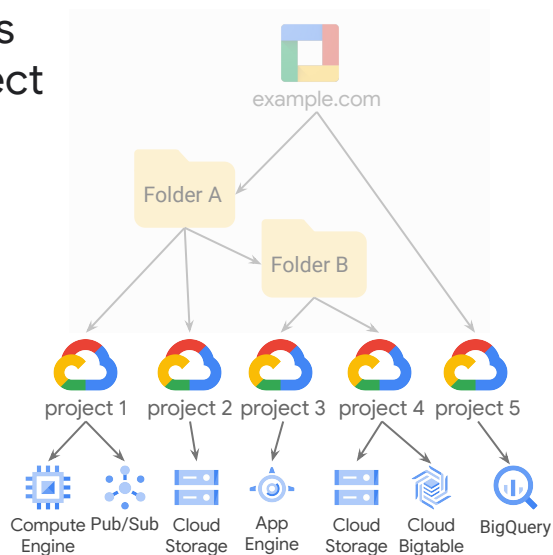 s
ect
example.com
Folder A
Folder B
project 1 project 2 project 3 project 4 project 5
Compute Engine
Pub/Sub
Cloud Storage
App Engine
Cloud Storage
Cloud Bigtable
BigQuery